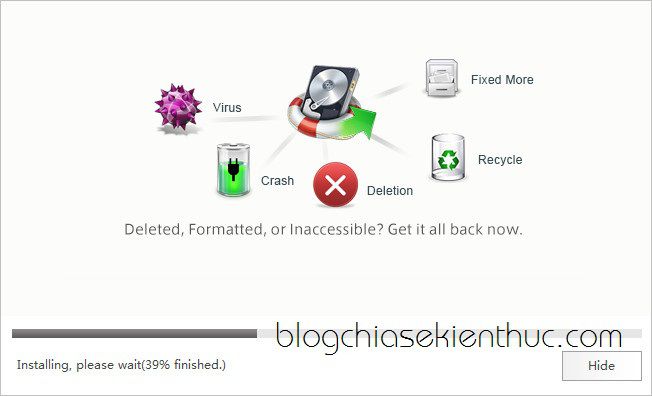 Fixed More
Virus
Recycle
Crash
Deletion
Deleted, Formatted, or Inaccessible? Get it all back now.
blogchiasekienthuc.com
Installing, please wait(39% finished.)
Hide